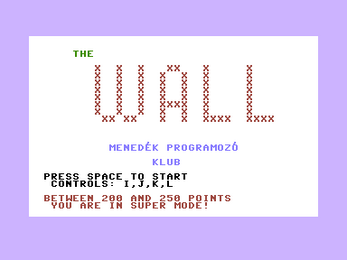 THE
WALL
MENEDÉK PROGRAMOZÓ
KLUB
PRESS SPACE TO START
CONTROLS: I,J,K,L
BETWEEN 200 AND 250 POINTS
YOU ARE IN SUPER MODE!